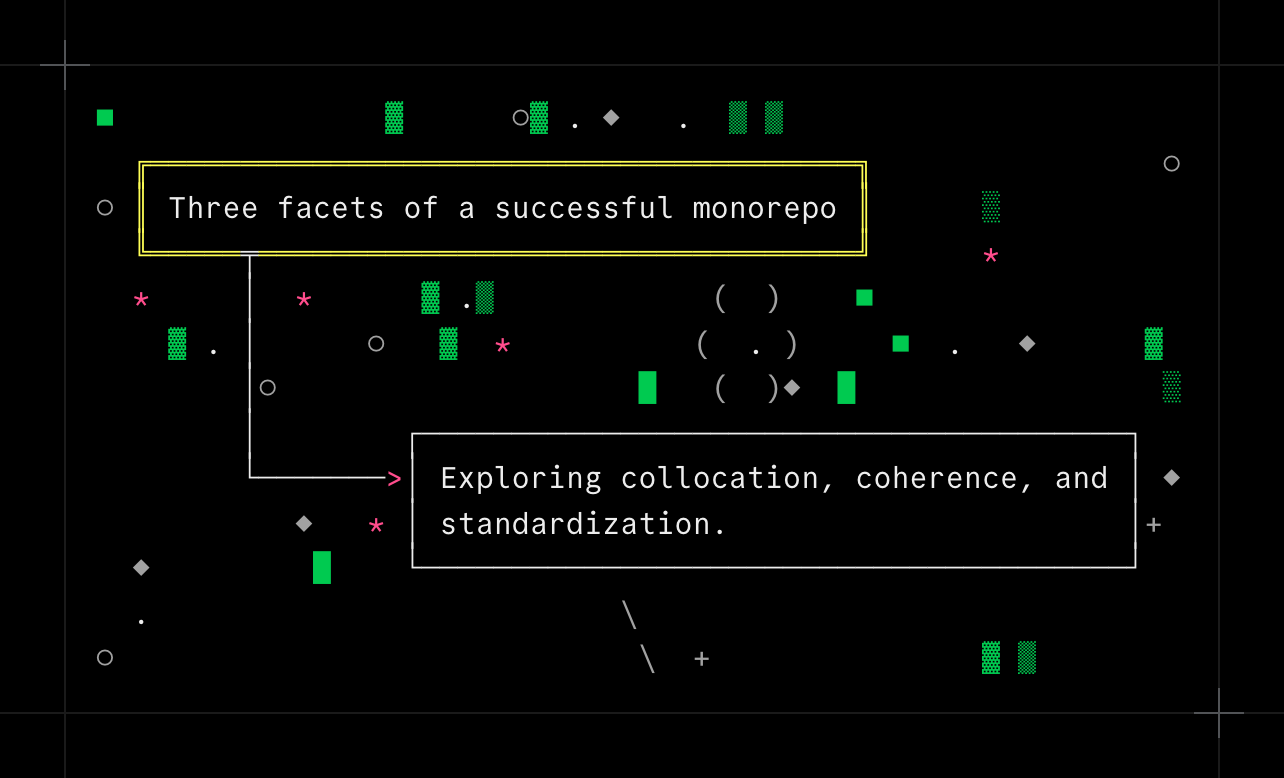 Three facets of a successful monorepo
Exploring collocation, coherence, and
standardization.